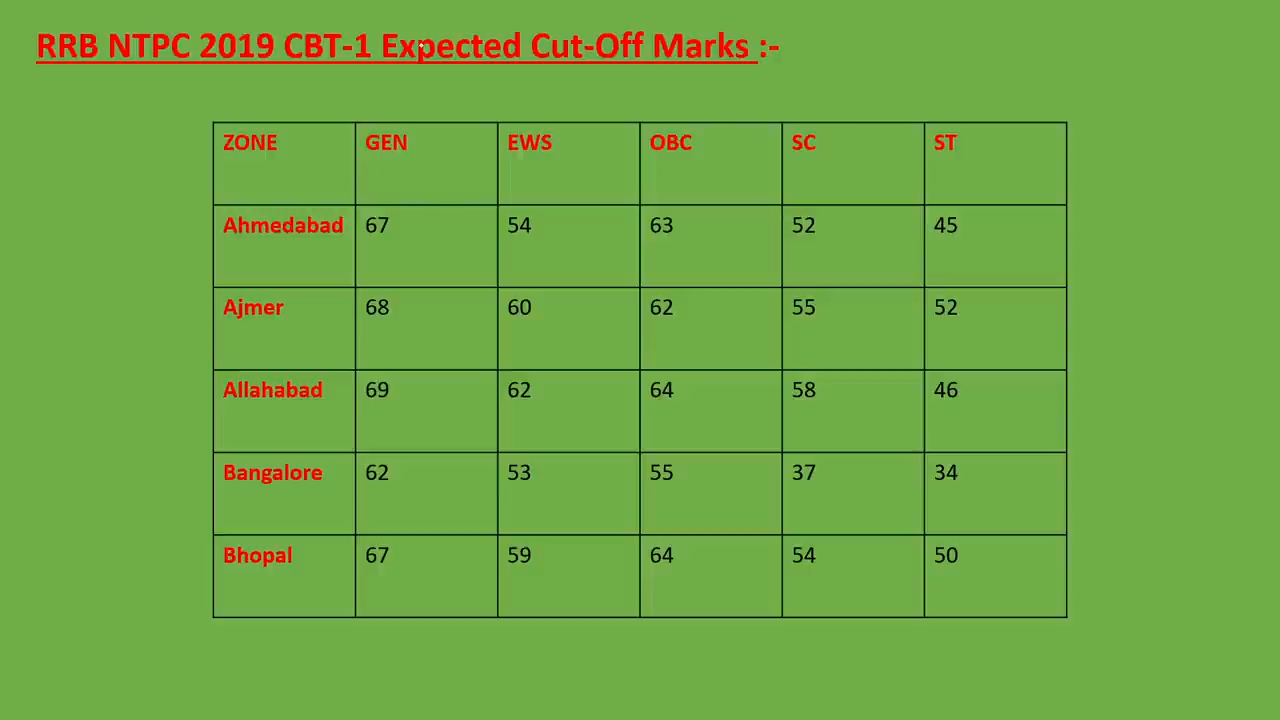 RRB NTPC 2019 CBT-1 Expected Cut-Off Marks :-
ZONE GEN EWS OBC SC ST
Ahmedabad 67 54 63 52 45
Ajmer 68 60 62 55 52
Allahabad 69 62 64 58 46
Bangalore 62 53 55 37 34
Bhopal 67 59 64 54 50